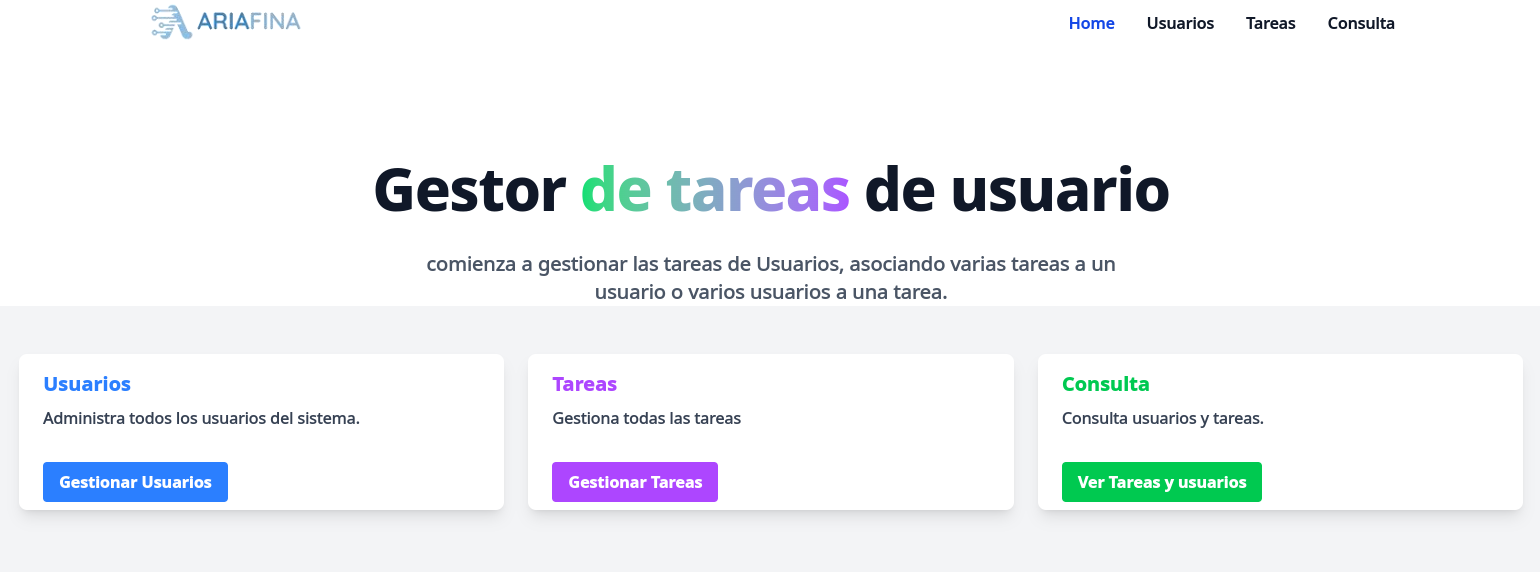 ARIAFINA
Home Usuarios Tareas Consulta
Gestor de tareas de usuario
comienza a gestionar las tareas de Usuarios, asociando varias tareas a un
usuario o varios usuarios a una tarea.
Usuarios
Administra todos los usuarios del sistema.
Gestionar Usuarios
Tareas
Gestiona todas las tareas
Gestionar Tareas
Consulta
Consulta usuarios y tareas.
Ver Tareas y usuarios